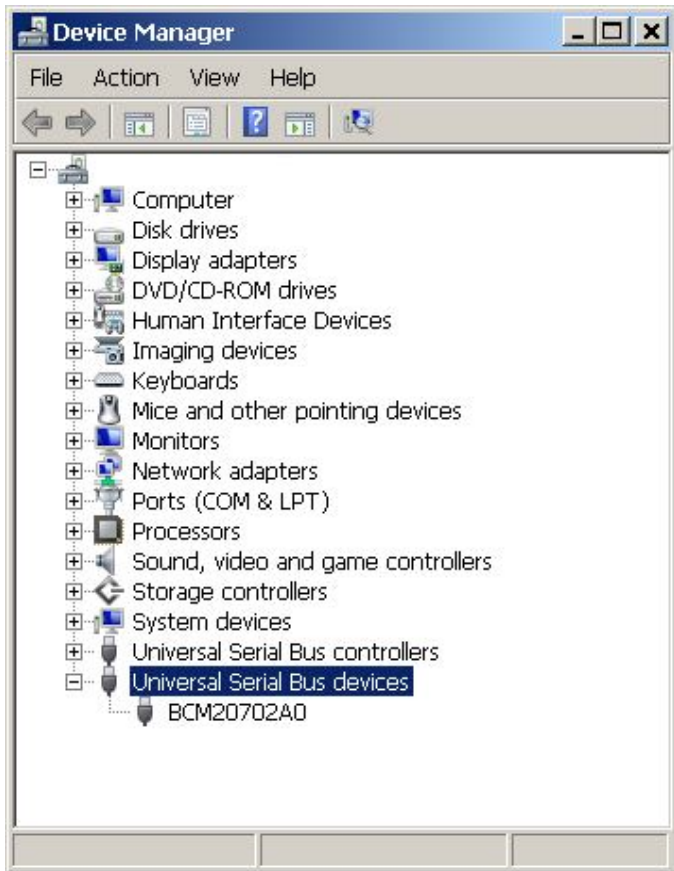 Device Manager
File Action View Help
Computer
Disk drives
Display adapters
DVD/CD-ROM drives
Human Interface Devices
Imaging devices
Keyboards
Mice and other pointing devices
Monitors
Network adapters
Ports (COM & LPT)
Processors
Sound, video and game controllers
Storage controllers
System devices
Universal Serial Bus controllers
Universal Serial Bus devices
BCM20702A0